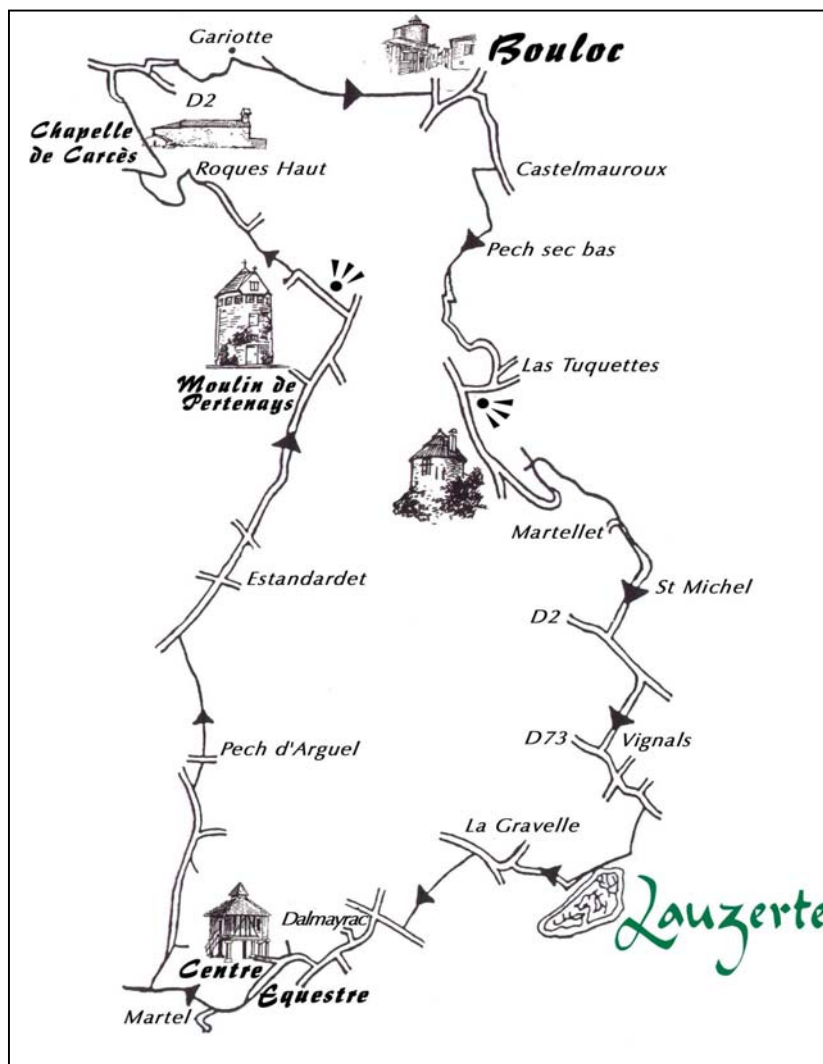 Gariotte
Bouloc
D2
Chapelle
de Carcès
Roques Haut
Castelmauroux
Pech sec bas
Moulin de
Pertenays
Las Tuquettes
Martellet
Estandardet
St Michel
D2
Pech d'Arguel
D73
Vignals
La Gravelle
Lauzerte
Dalmayrac
Centre
Equestre
Martel